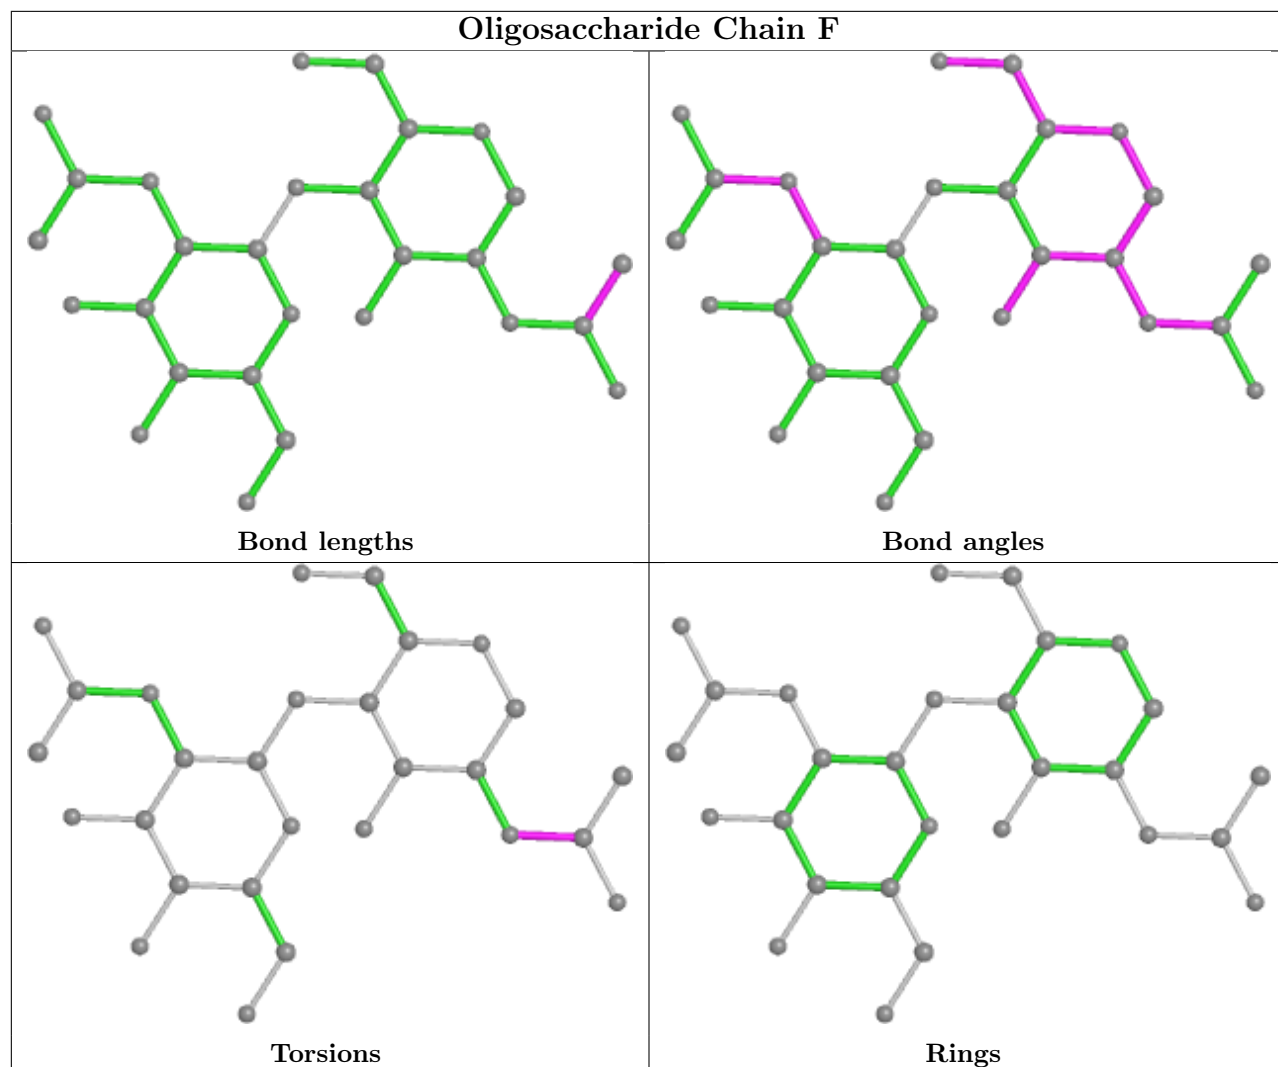 Oligosaccharide Chain F
Bond lengths
Bond angles
Torsions
Rings